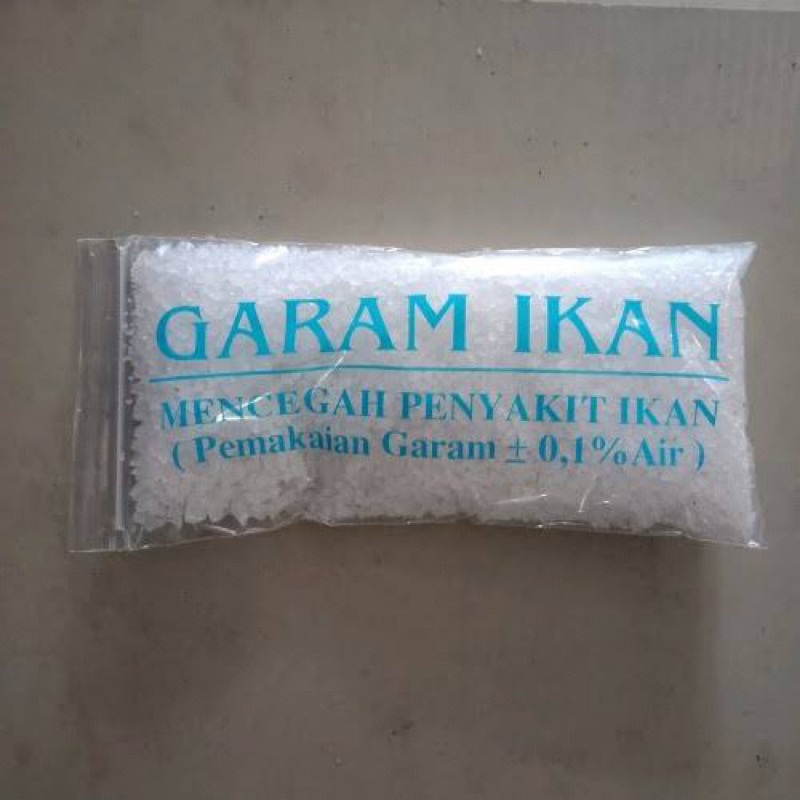 GARAM IKAN
MENCEGAH PENYAKIT IKAN
( Pemakaian Garam ± 0,1% Air )